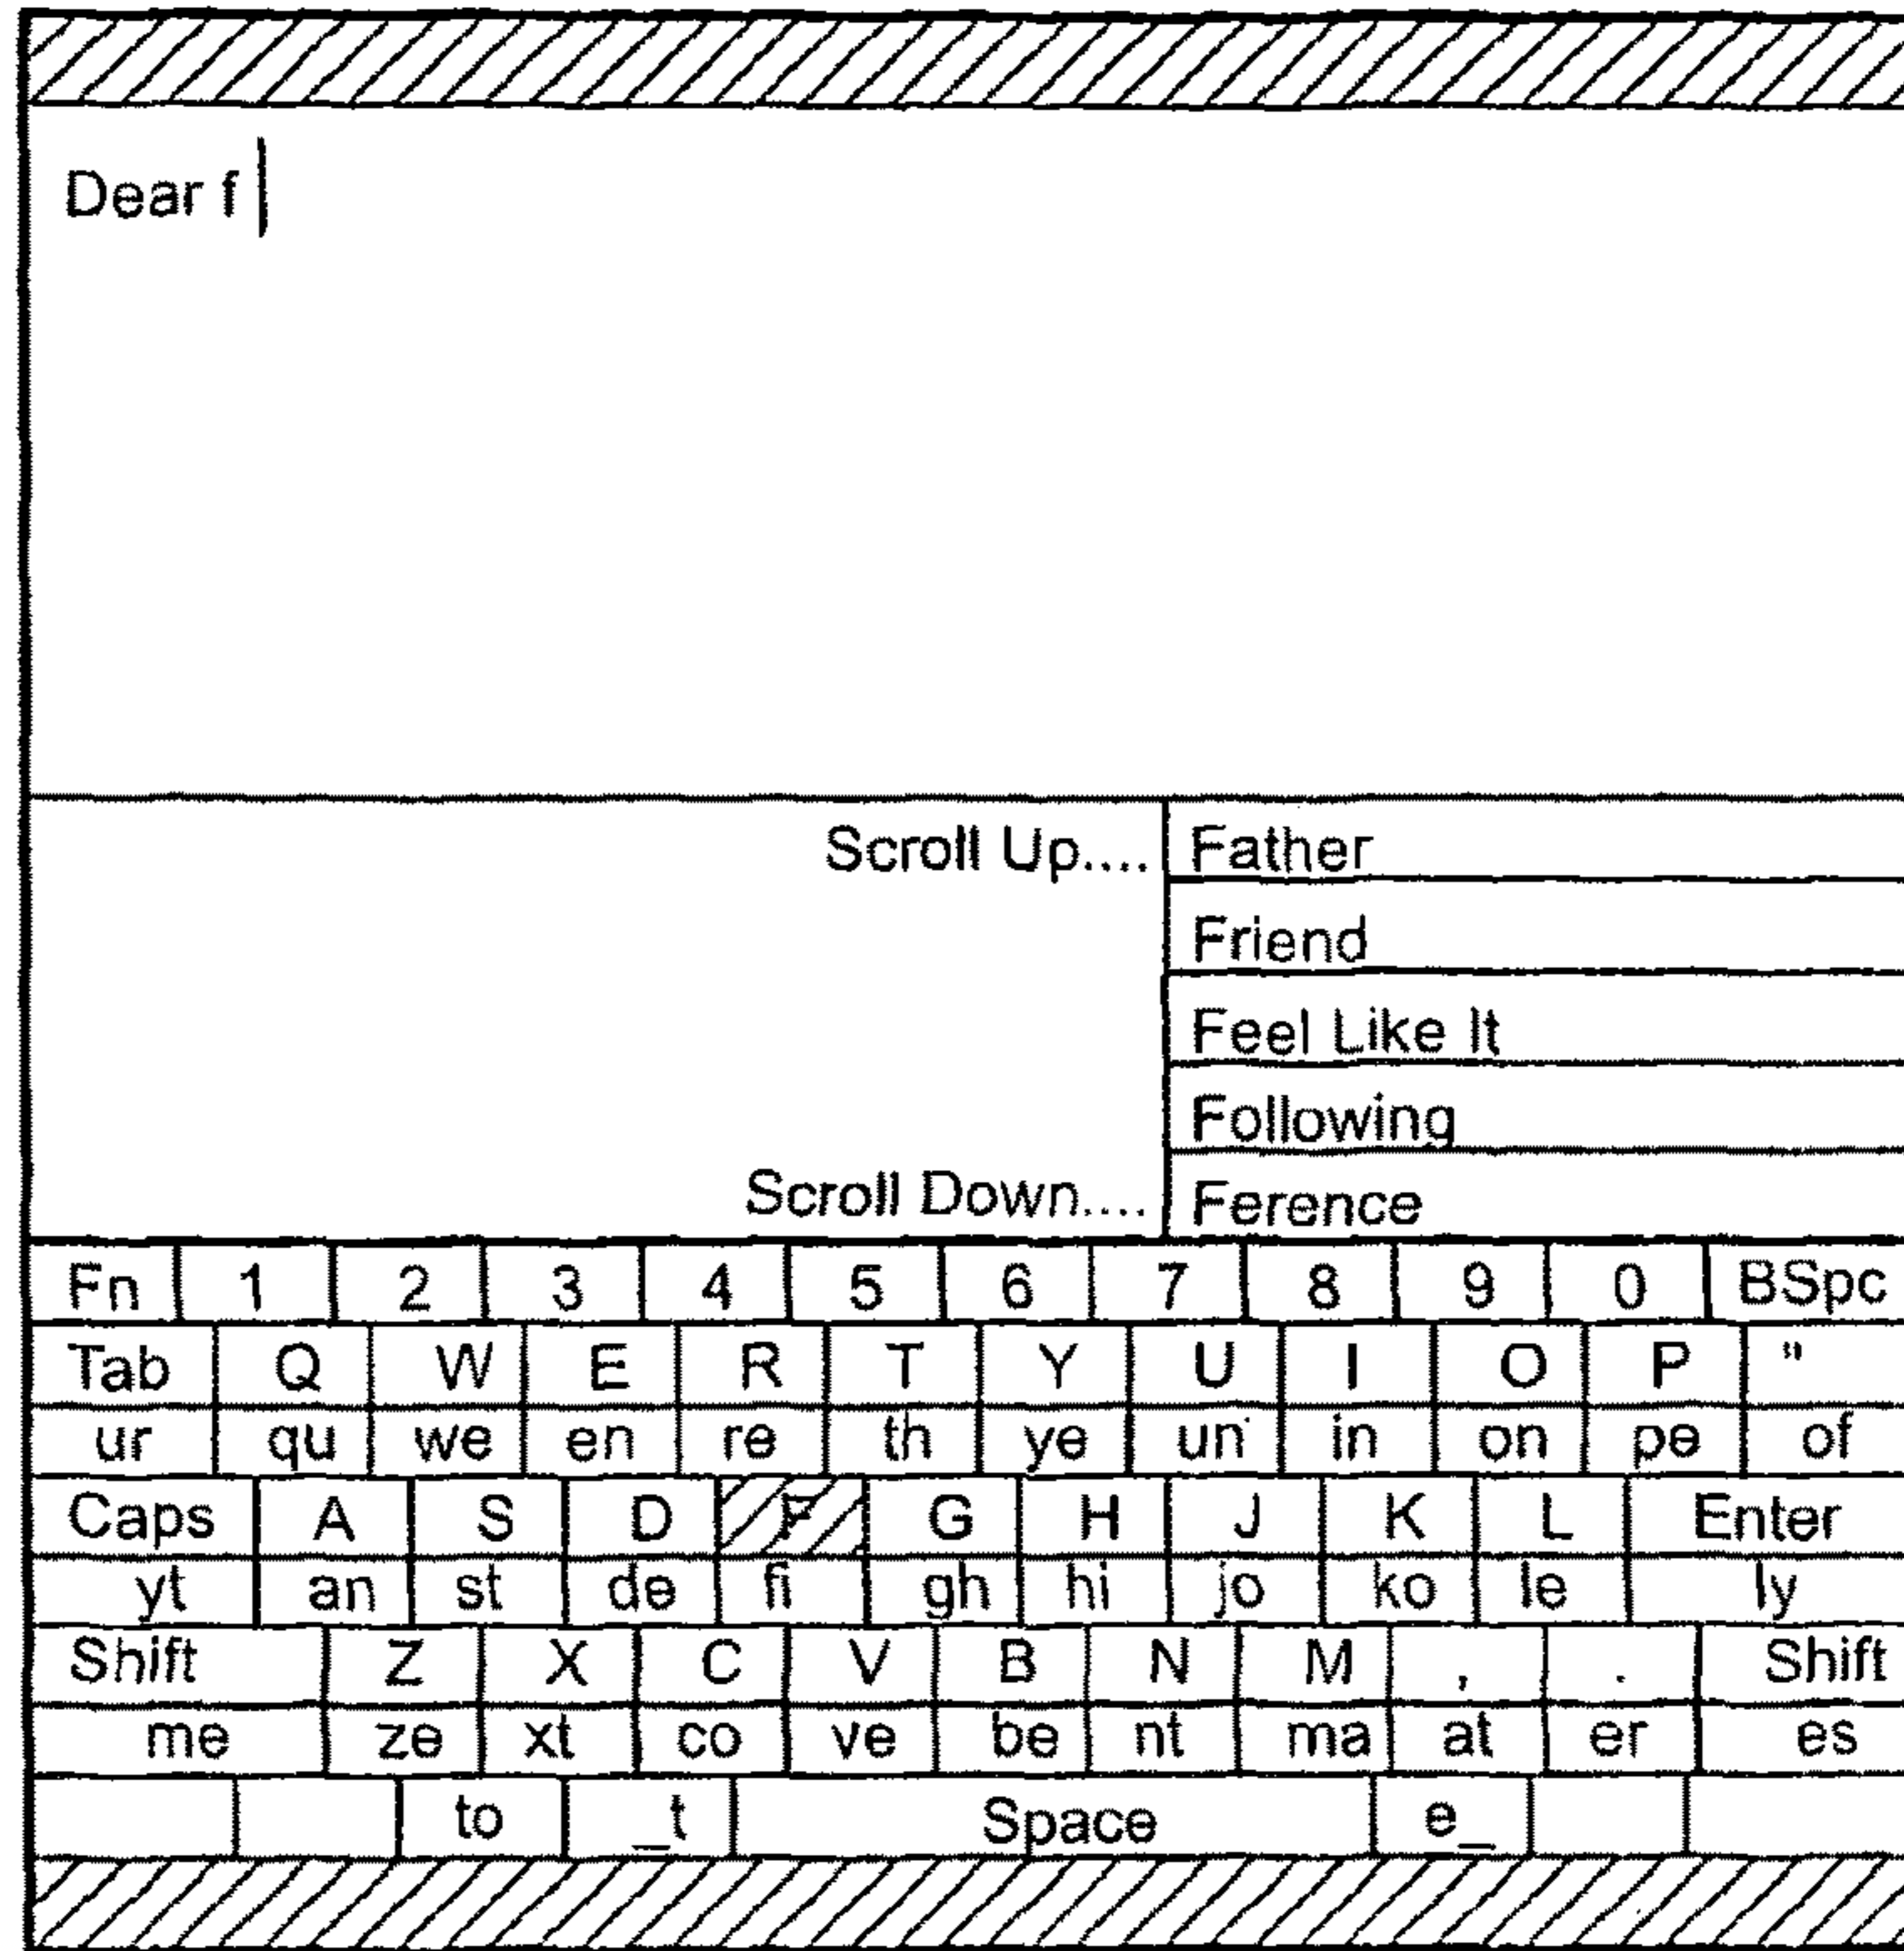 Dear f
Scroll Up.... Father
Friend
Feel Like It
Following
Scroll Down.... Ference
Fn 1 2 3 4 5 6 7 8 9 0 BSpc
Tab Q W E R T Y U I O P "
ur qu we en re th ye un in on pe of
Caps A S D F G H J K L Enter
yt an st de fi gh hi jo ko le ly
Shift Z X C V B N M , . Shift
me ze xt co ve be nt ma at er es
to _t Space e_